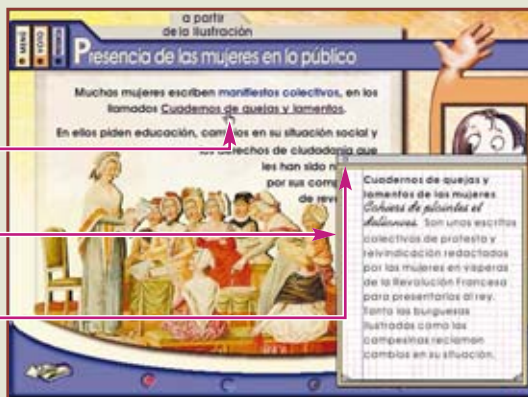 MENÚ
a partir
de la Ilustración
Presencia de las mujeres en lo público
Muchas mujeres escriben manifiestos colectivos, en los
llamados Cuadernos de quejas y lamentos.
En ellos piden educación, cambios en su situación social y
los derechos de ciudadanía que
les han sido
por sus
de
Cuadernos de quejas y
lamentos de las mujeres
Cahiers de plaintes et
doléances. Son unos escritos
colectivos de protesta y
reivindicación redactados
por las mujeres en vísperas
de la Revolución Francesa
para presentarlos al rey.
Tanto las burguesas
ilustradas como las
campesinas reclaman
cambios en su situación.